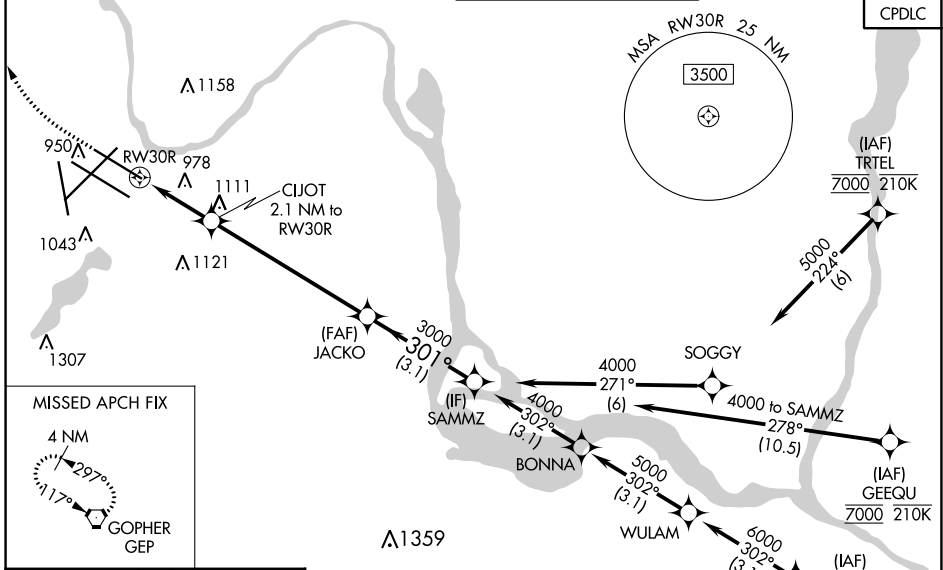 CPDLC
MSA RW30R 25 NM
3500
1158
950
RW30R
978
1111
CIJOT
2.1 NM to
RW30R
1043
1121
1307
(IAF)
TRTEL
7000 210K
5000
224°
(6)
(FAF)
JACKO
3000
301°
(3.1)
SOGGY
4000
271°
(6)
(IF)
SAMMZ
4000
302°
(3.1)
4000 to SAMMZ
278°
(10.5)
BONNA
(IAF)
GEEQU
7000 210K
5000
302°
(3.1)
WULAM
6000
302°
(IAF)
MISSED APCH FIX
4 NM
297°
117°
GOPHER
GEP
1359